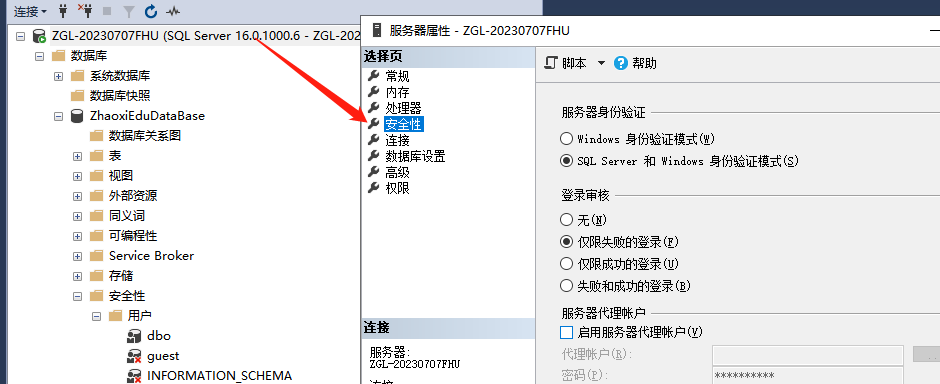 连接
ZGL-20230707FHU (SQL Server 16.0.1000.6 - ZGL-202
数据库
系统数据库
数据库快照
ZhaoxiEduDataBase
数据库关系图
表
视图
外部资源
同义词
可编程性
Service Broker
存储
安全性
用户
dbo
guest
INFORMATION_SCHEMA
服务器属性 - ZGL-20230707FHU
选择页
常规
内存
处理器
安全性
连接
数据库设置
高级
权限
连接
服务器:
ZGL-20230707FHU
脚本
帮助
服务器身份验证
Windows 身份验证模式(W)
SQL Server 和 Windows 身份验证模式(S)
登录审核
无(N)
仅限失败的登录(F)
仅限成功的登录(U)
失败和成功的登录(B)
服务器代理帐户
启用服务器代理帐户(V)
代理帐户(R):
密码(P):
**********